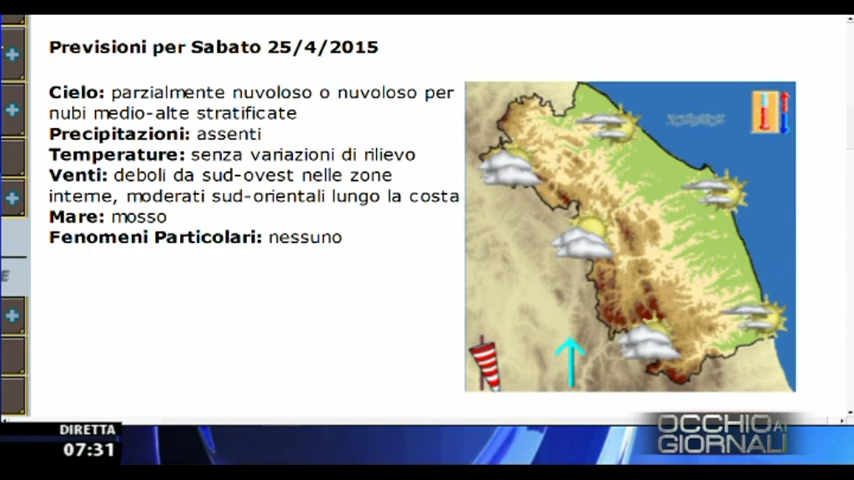 Previsioni per Sabato 25/4/2015
Cielo: parzialmente nuvoloso o nuvoloso per
nubi medio-alte stratificate
Precipitazioni: assenti
Temperature: senza variazioni di rilievo
Venti: deboli da sud-ovest nelle zone
interne, moderati sud-orientali lungo la costa
Mare: mosso
Fenomeni Particolari: nessuno
E
DIRETTA
07:31
OCCHIO AI
GIORNALI